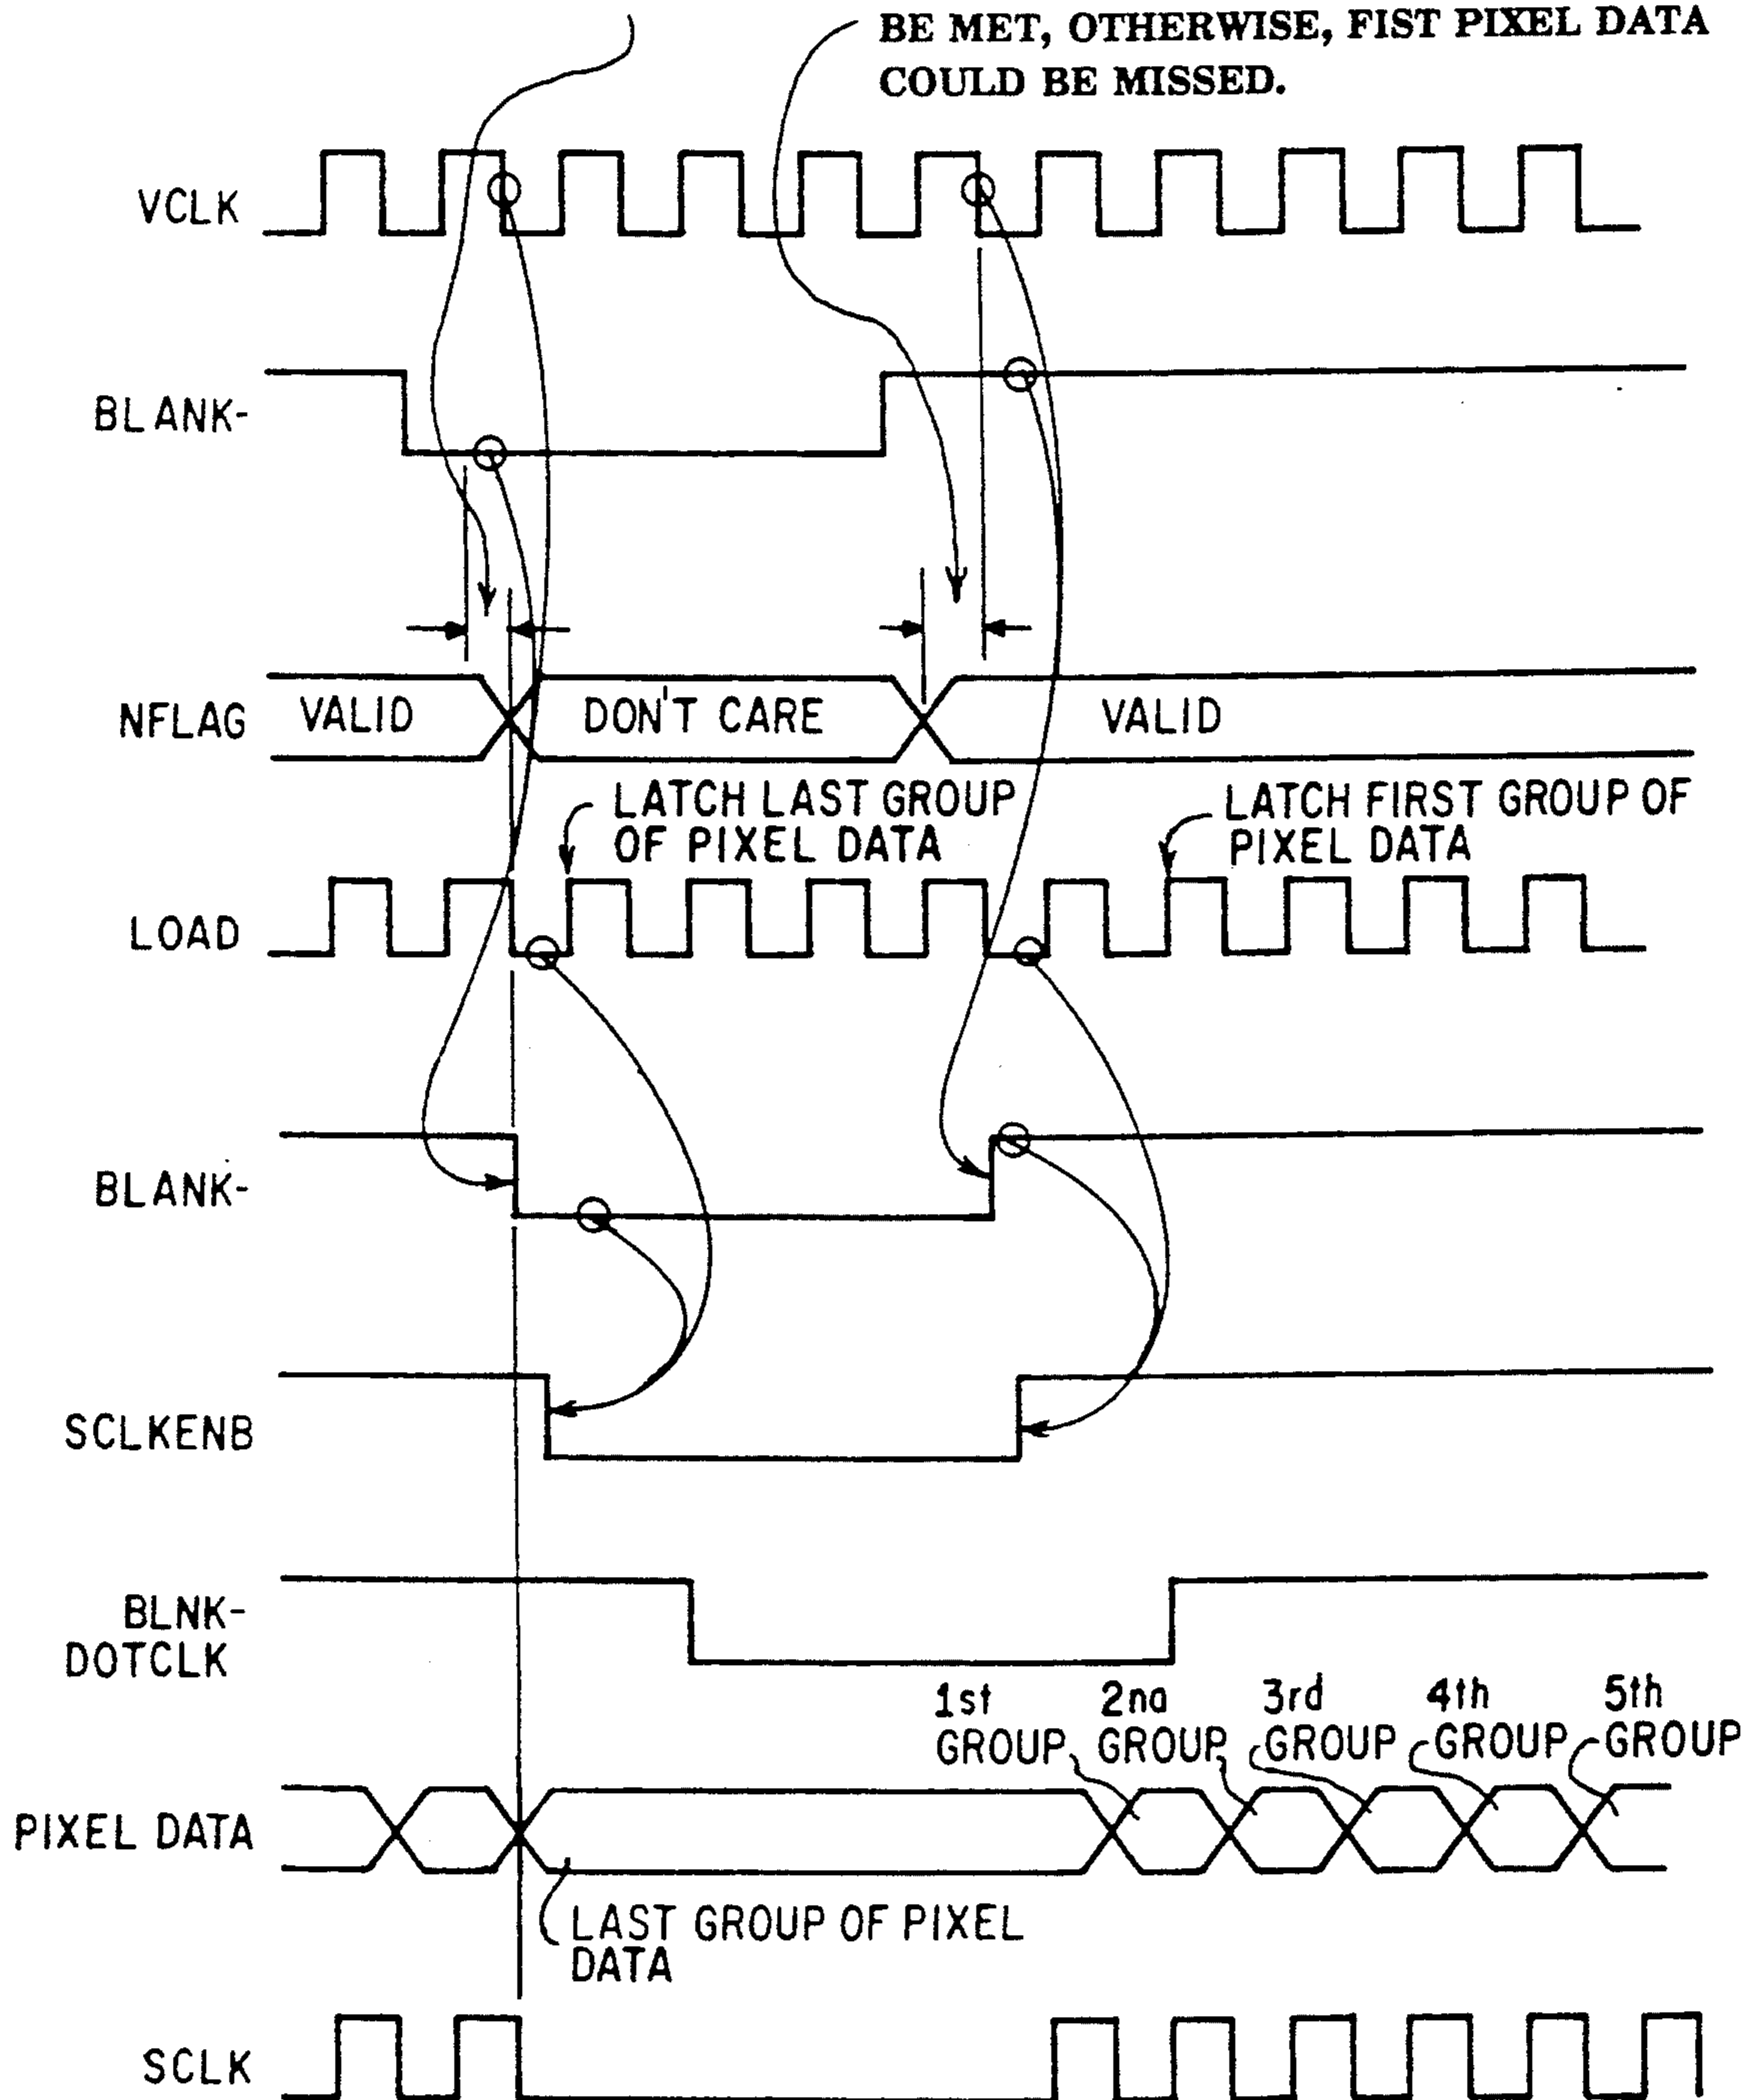 BE MET, OTHERWISE, FIST PIXEL DATA
COULD BE MISSED.
VCLK
BLANK-
NFLAG
VALID
DON'T CARE
VALID
LATCH LAST GROUP
OF PIXEL DATA
LATCH FIRST GROUP OF
PIXEL DATA
LOAD
BLANK-
SCLKENB
BLNK-
DOTCLK
1st
GROUP
2nd
GROUP
3rd
GROUP
4th
GROUP
5th
GROUP
PIXEL DATA
LAST GROUP OF PIXEL
DATA
SCLK